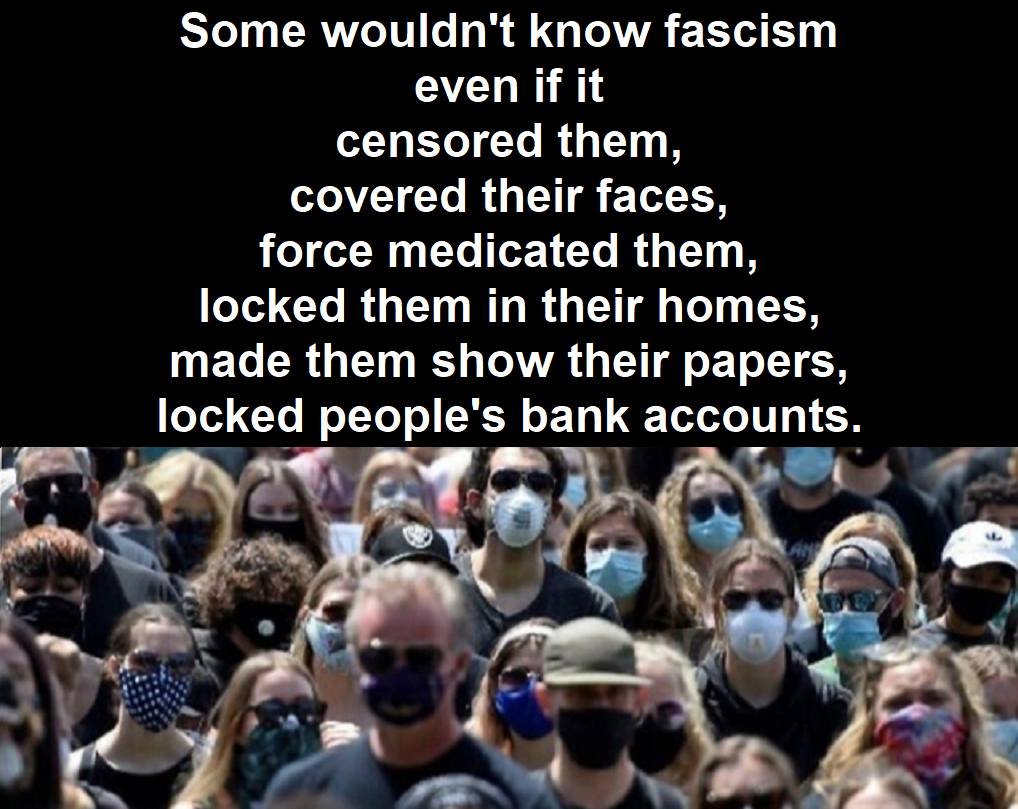 Some wouldn't know fascism
even if it
censored them,
covered their faces,
force medicated them,
locked them in their homes,
made them show their papers,
locked people's bank accounts.